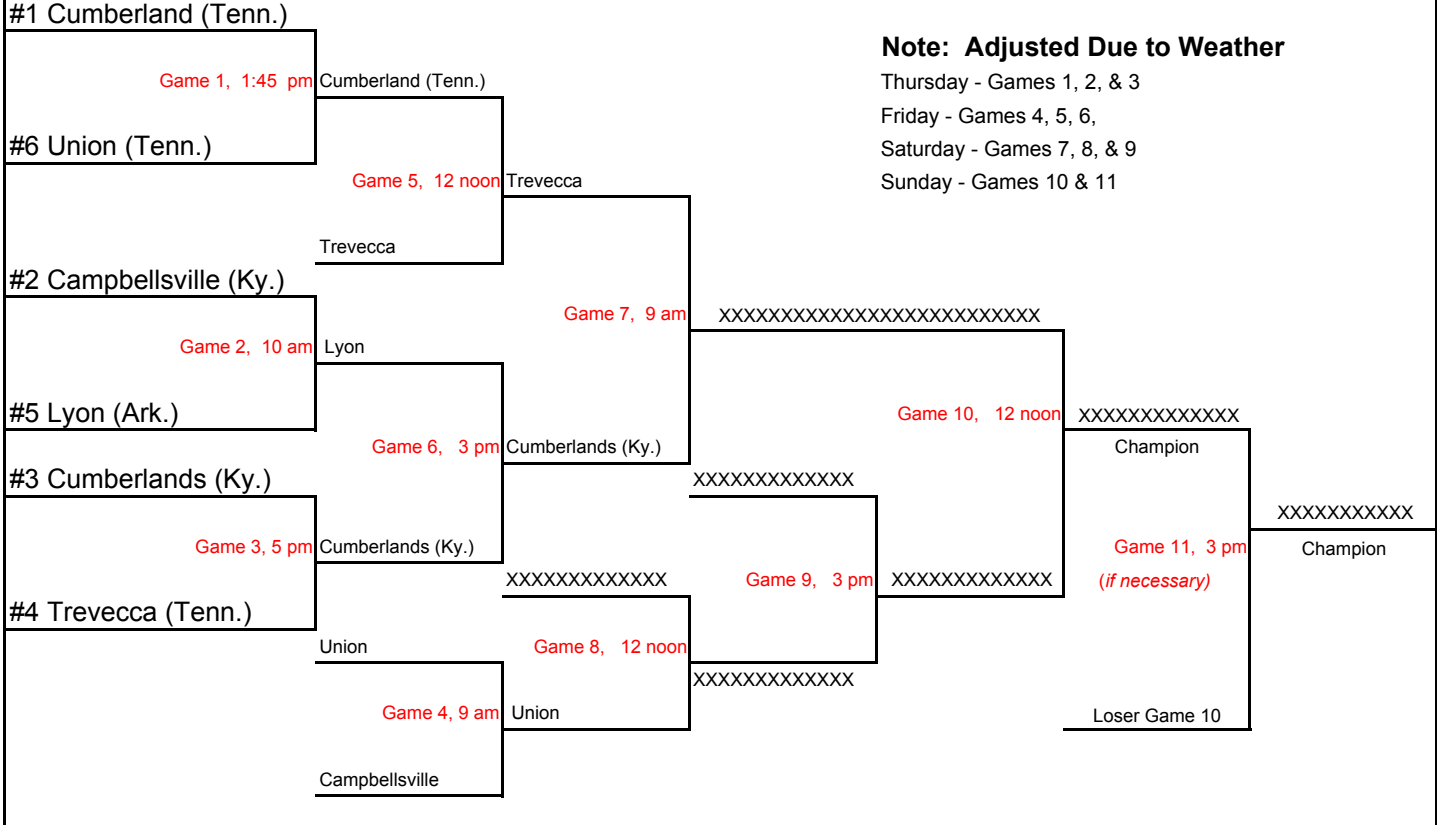 #1 Cumberland (Tenn.)
Note:  Adjusted Due to Weather
Game 1,  1:45  pm Cumberland (Tenn.)
Thursday - Games 1, 2, & 3
Friday - Games 4, 5, 6,
#6 Union (Tenn.)
Saturday - Games 7, 8, & 9
Game 5,  12 noon Trevecca
Sunday - Games 10 & 11
Trevecca
#2 Campbellsville (Ky.)
Game 7,  9 am XXXXXXXXXXXXXXXXXXXXXXXXXX
Game 2,  10 am Lyon
#5 Lyon (Ark.)
Game 10,   12 noon XXXXXXXXXXXXX
Game 6,   3 pm Cumberlands (Ky.)
Champion
#3 Cumberlands (Ky.)
XXXXXXXXXXXXX
XXXXXXXXXXX
Game 3, 5 pm Cumberlands (Ky.)
Game 11,  3 pm
Champion
XXXXXXXXXXXXX
Game 9,   3 pm XXXXXXXXXXXXX
(if necessary)
#4 Trevecca (Tenn.)
Union
Game 8,   12 noon
XXXXXXXXXXXXX
Game 4, 9 am Union
Loser Game 10
Campbellsville